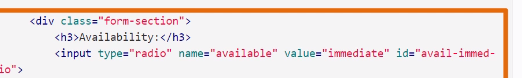 <div class="form-section">
<h3>Availability:</h3>
<input type="radio" name="available" value="immediate" id="avail-immed-
io">